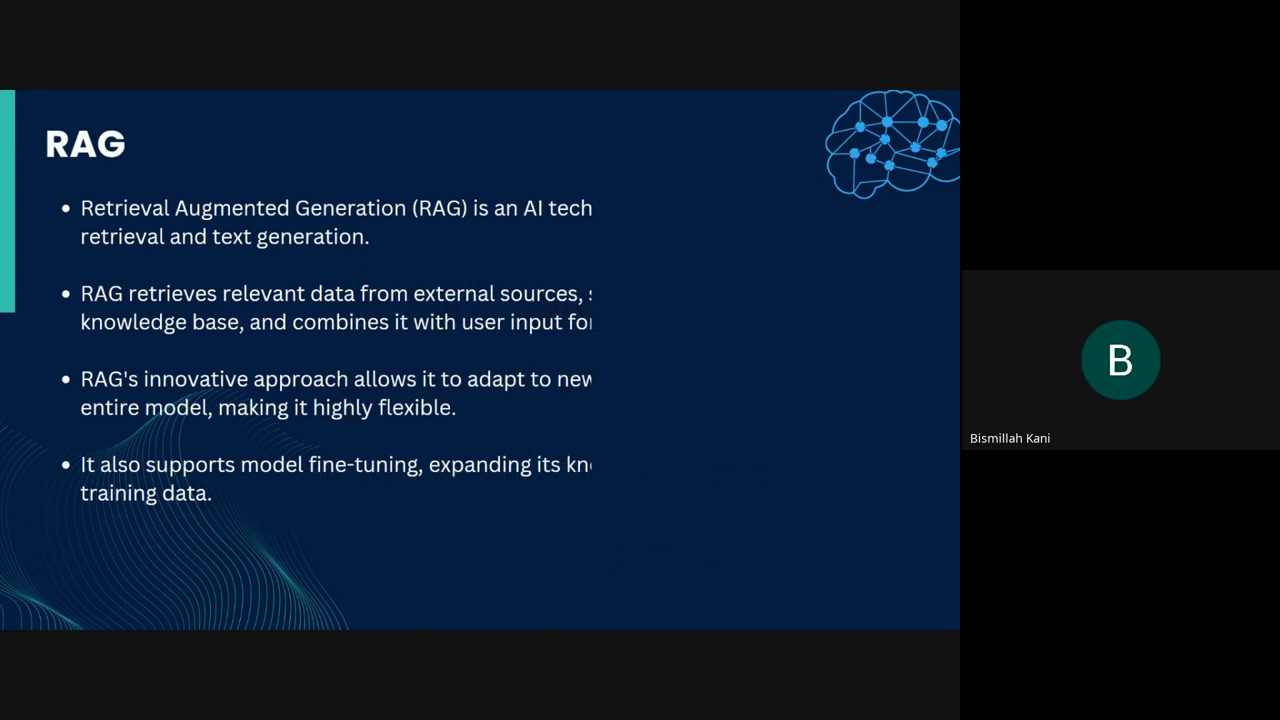 RAG
• Retrieval Augmented Generation (RAG) is an AI tech
retrieval and text generation.
• RAG retrieves relevant data from external sources,
knowledge base, and combines it with user input for
• RAG's innovative approach allows it to adapt to new
entire model, making it highly flexible.
• It also supports model fine-tuning, expanding its
training data.
B
Bismillah Kani